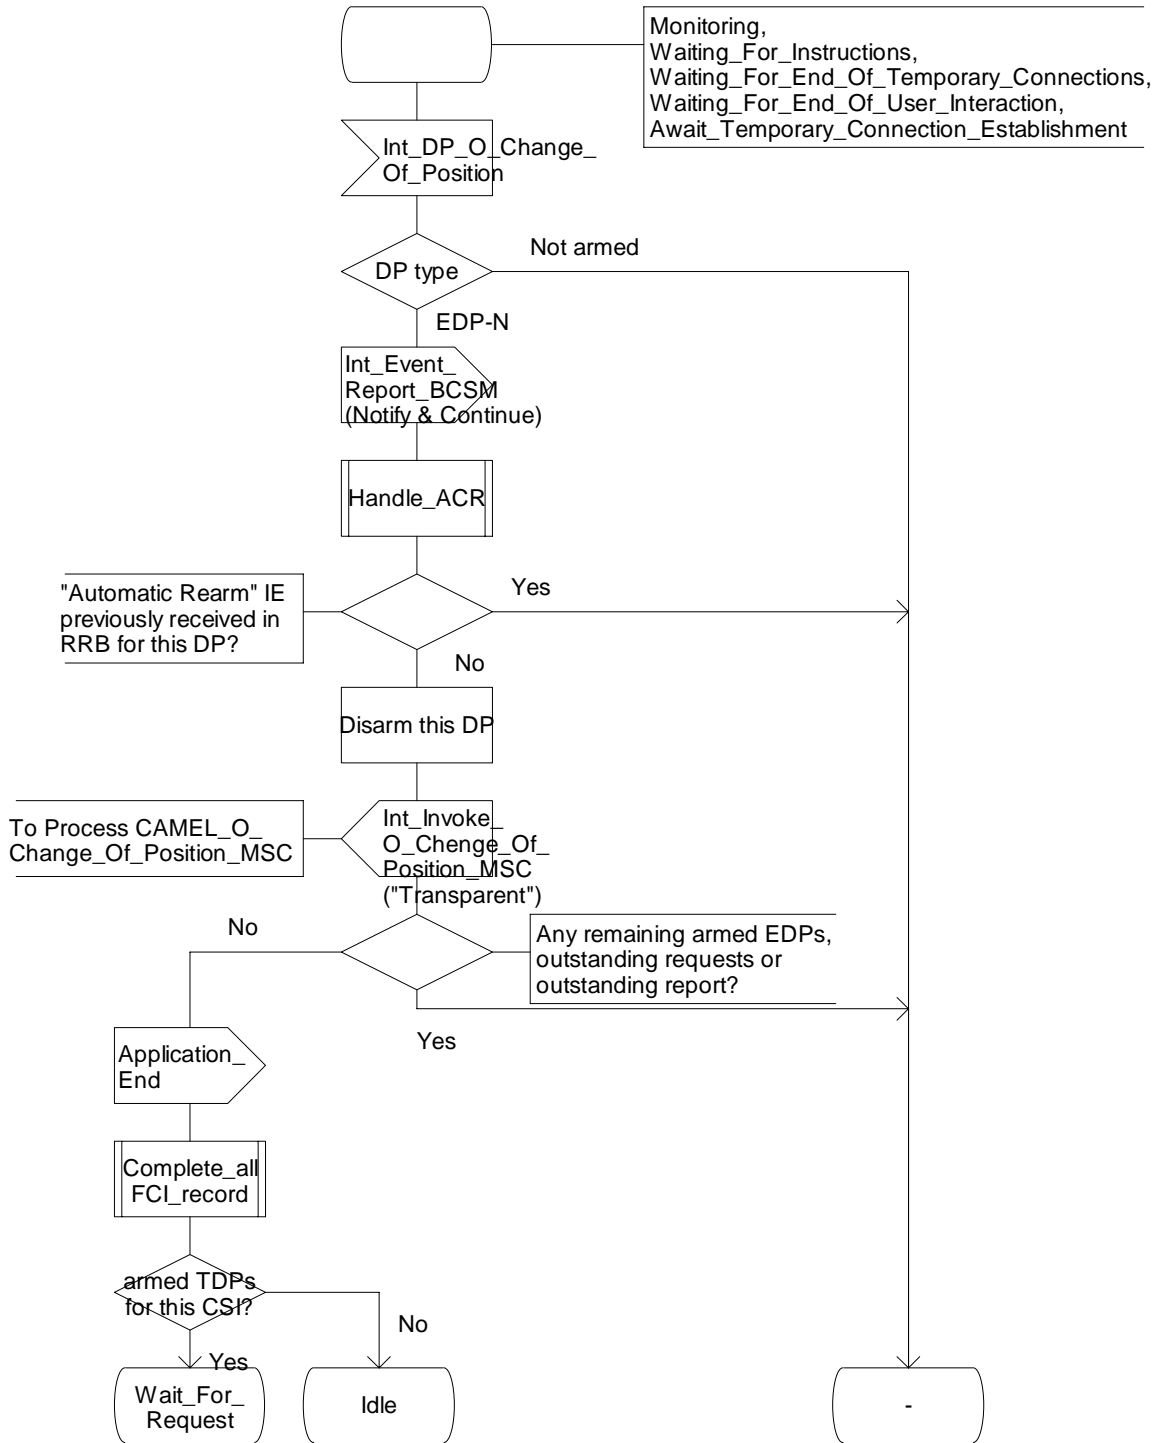 Monitoring,
Waiting_For_Instructions,
Waiting_For_End_Of_Temporary_Connections,
Waiting_For_End_Of_User_Interaction,
Await_Temporary_Connection_Establishment
Int_DP_O_Change_
Of_Position
Not armed
DP type
EDP-N
Int_Event_
Report_BCSM
(Notify & Continue)
Handle_ACR
"Automatic Rearm" IE
previously received in
RRB for this DP?
Yes
No
Disarm this DP
To Process CAMEL_O_
Change_Of_Position_MSC
Int_Invoke_
O_Chenge_Of_
Position_MSC
("Transparent")
No
Any remaining armed EDPs,
outstanding requests or
outstanding report?
Yes
Application_
End
Complete_all
FCI_record
armed TDPs
for this CSI?
No
Yes
Wait_For_
Request
Idle
-